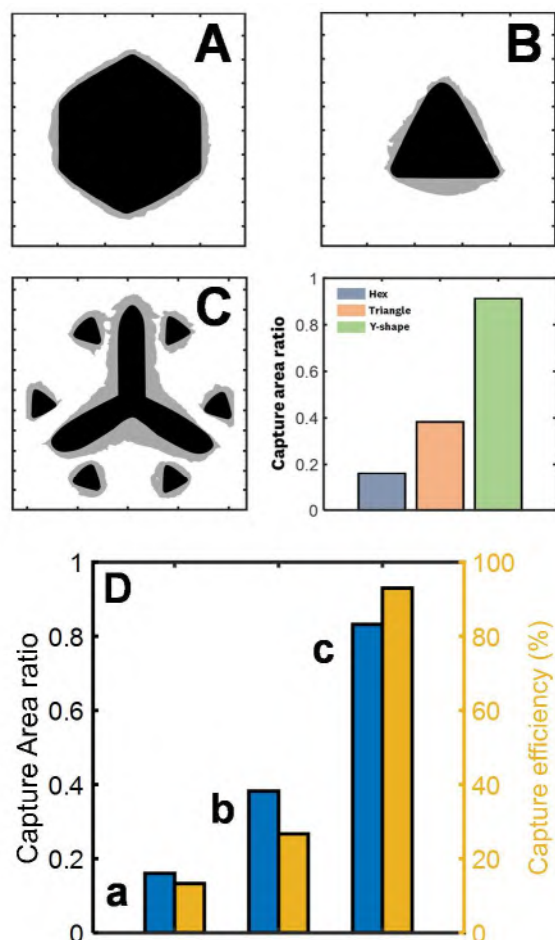 A
B
C
Capture area ratio
1
0.8
0.6
0.4
0.2
0
Hex
Triangle
Y-shape
D
Capture Area ratio
1
0.8
0.6
0.4
0.2
0
a
b
c
100
80
60
40
20
0
Capture efficiency (%)